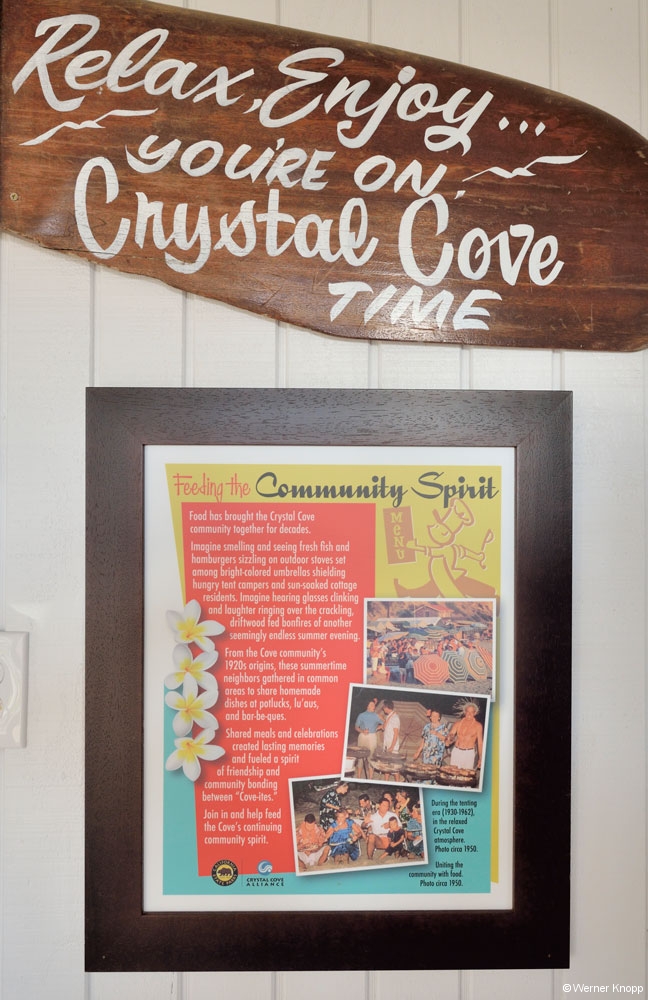 Relax, Enjoy...
YOU'RE ON
Crystal Cove
TIME
Feeding the Community Spirit
MENU
Food has brought the Crystal Cove
community together for decades.
Imagine smelling and seeing fresh fish and
hamburgers sizzling on outdoor stoves set
among bright-colored umbrellas shielding
hungry tent campers and sun-soaked cottage
residents. Imagine hearing glasses clinking
and laughter ringing over the crackling,
driftwood fed bonfires of another
seemingly endless summer evening.
From the Cove community's
1920s origins, these summertime
neighbors gathered in common
areas to share homemade
dishes at potlucks, lu'aus,
and bar-be-ques.
Shared meals and celebrations
created lasting memories
and fueled a spirit
of friendship and
community bonding
between "Cove-ites."
Join in and help feed
the Cove's continuing
community spirit.
During the tenting
era (1930-1962),
in the relaxed
Crystal Cove
atmosphere.
Photo circa 1950.
Uniting the
community with food.
Photo circa 1950.
CRYSTAL COVE
ALLIANCE
© Werner Knopp